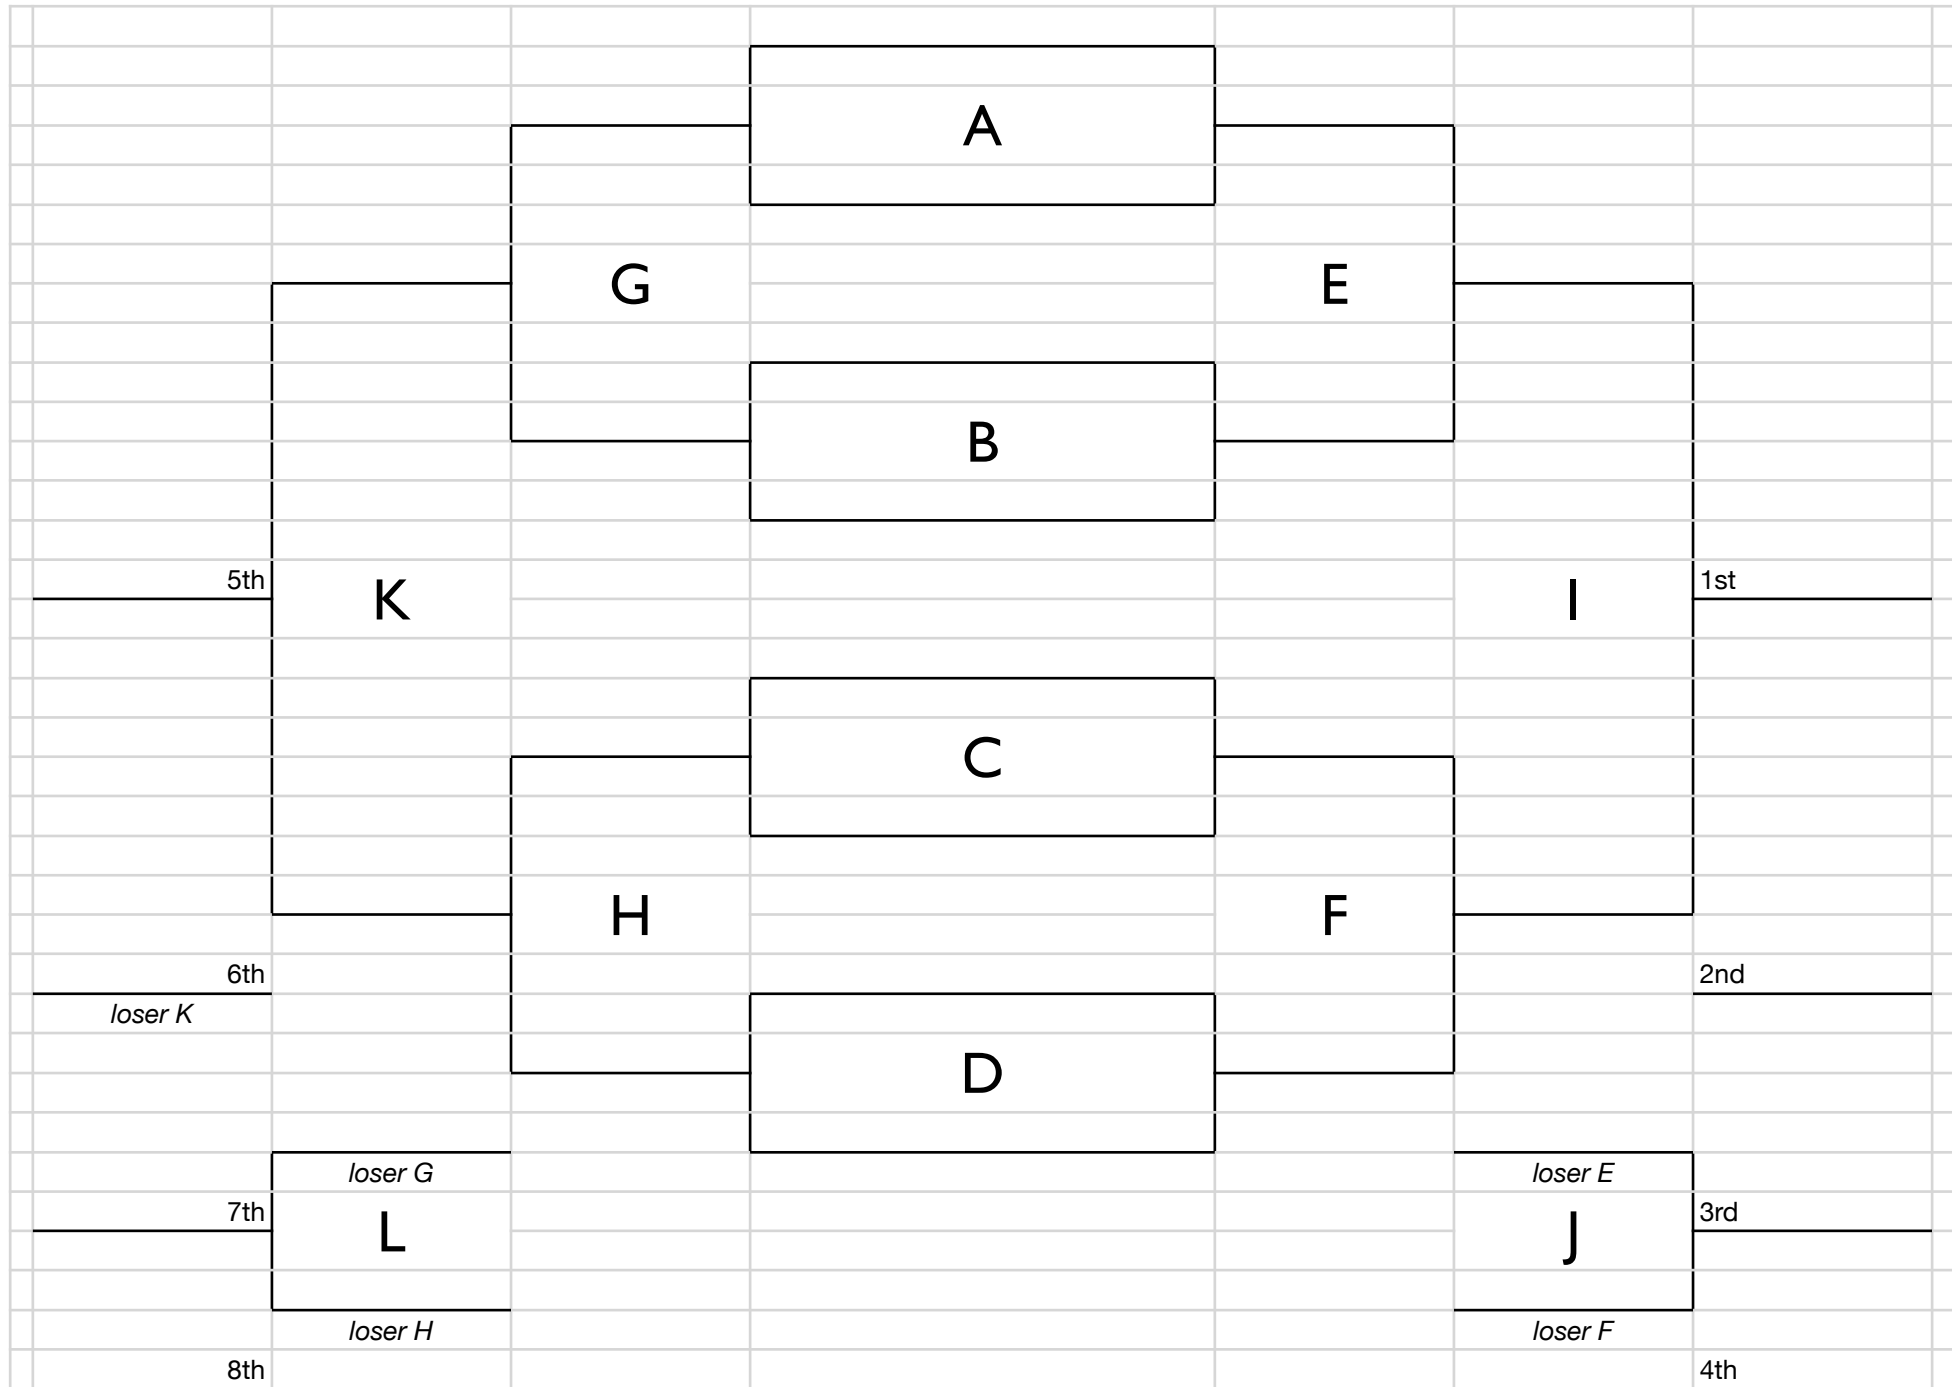 A
G
E
B
5th
K
I
1st
C
H
F
6th
2nd
loser K
D
loser G
loser E
7th
L
J
3rd
loser H
loser F
8th
4th